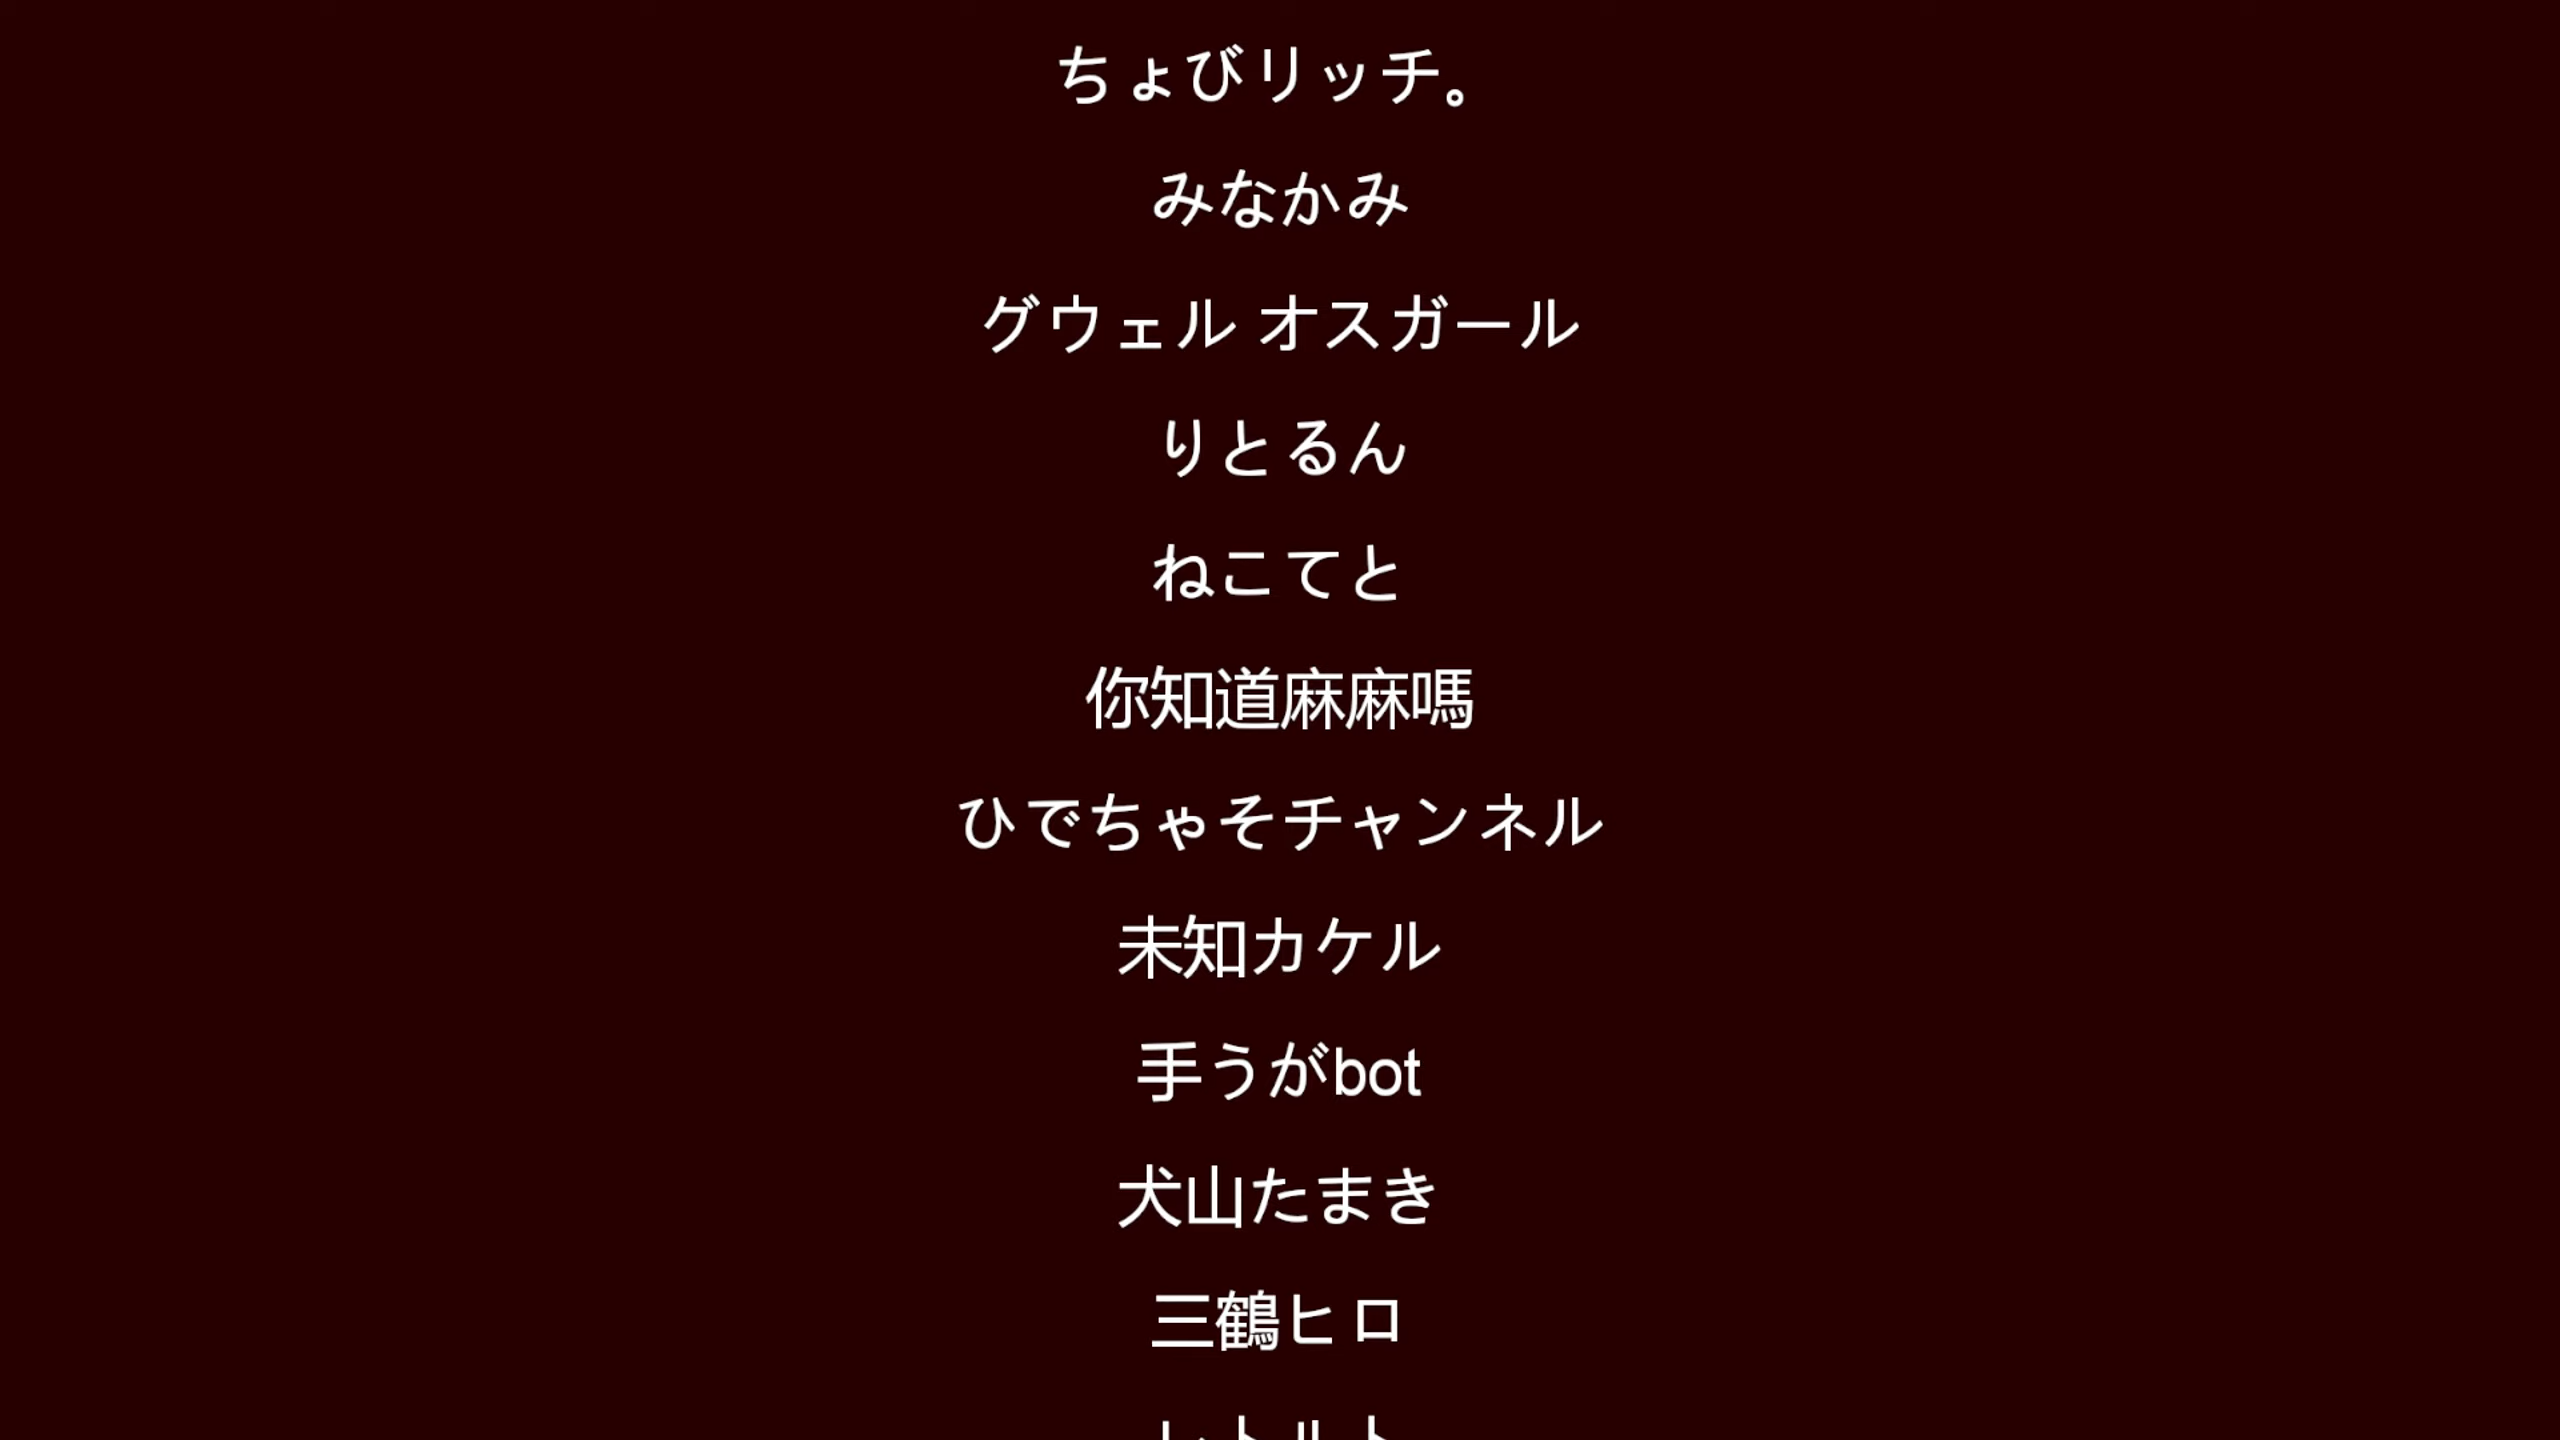 ちょびリッチ。
みなかみ
グウェル オスガール
りとるん
ねこてと
你知道麻麻嗎
ひでちゃそチャンネル
未知カケル
手うがbot
犬山たまき
三鶴ヒロ